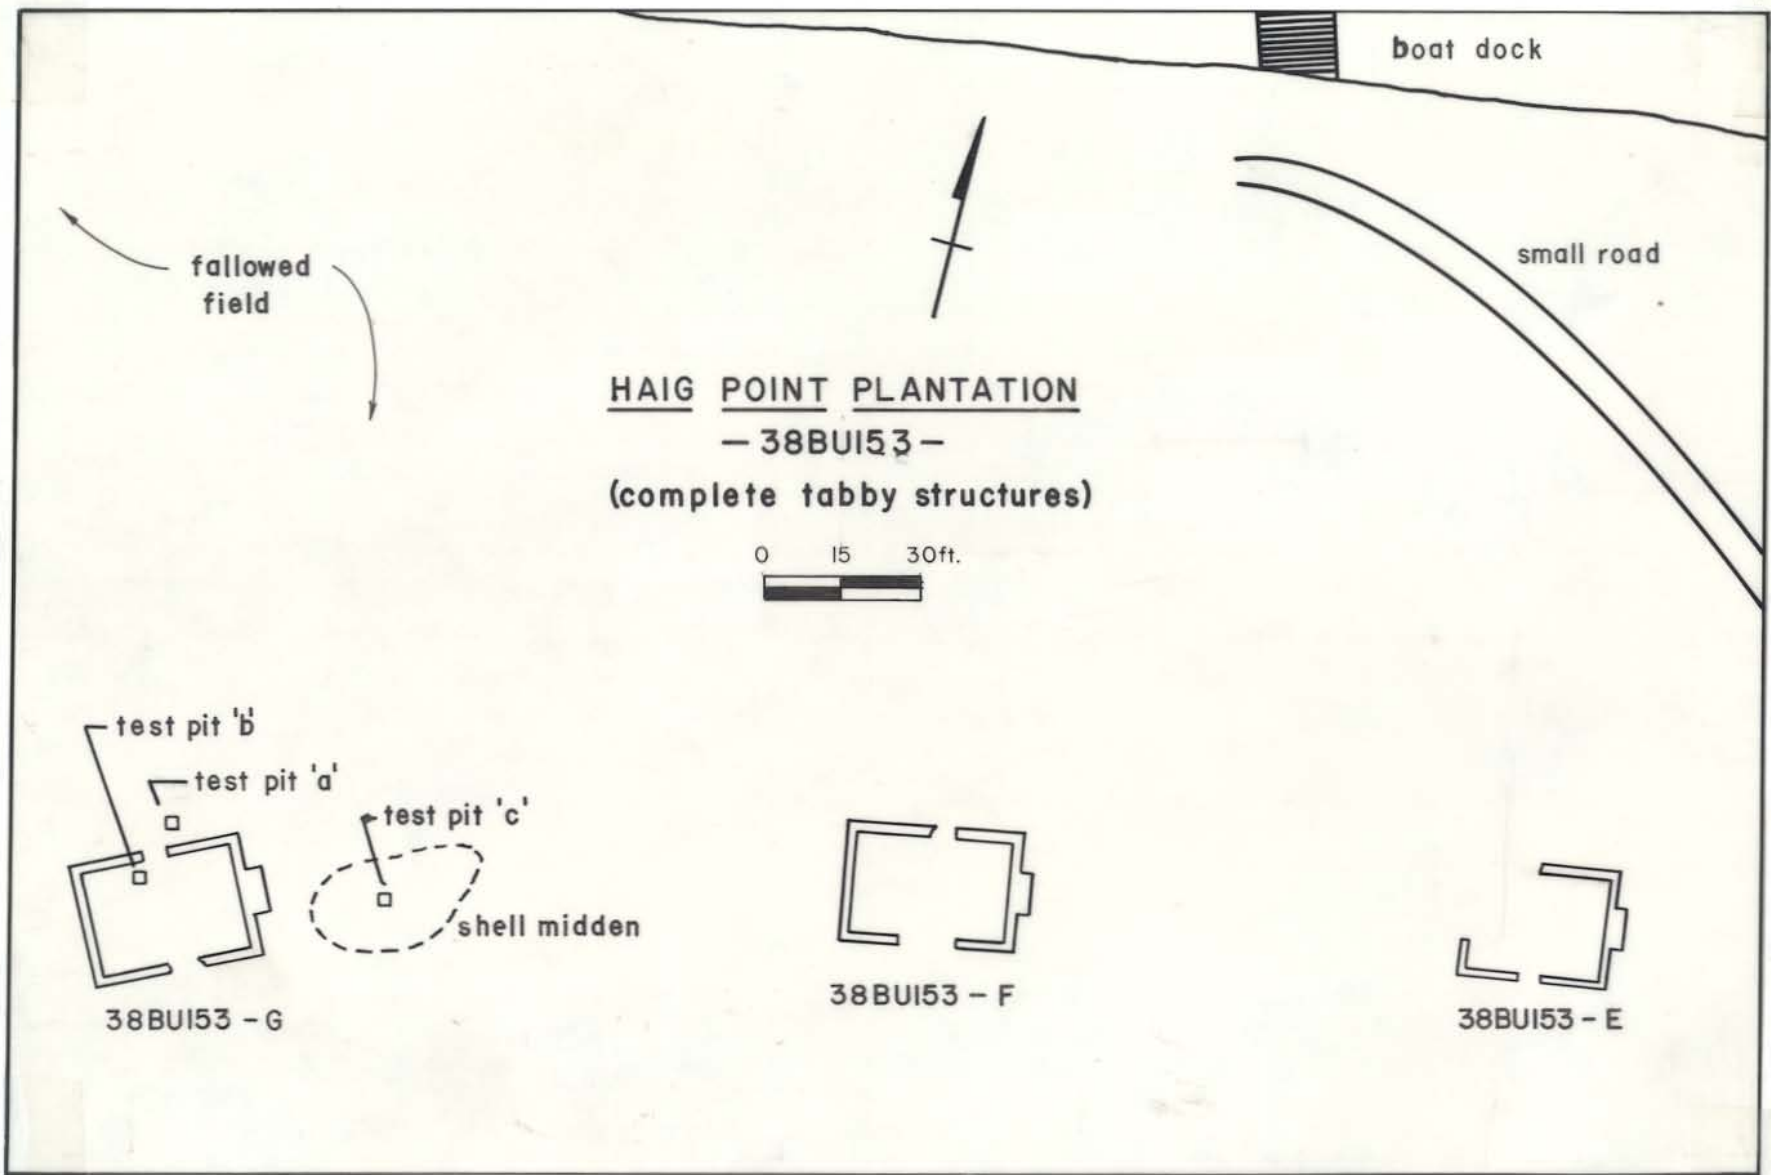 boat dock
small road
fallowed
field
HAIG POINT PLANTATION
- 38BU153 -
(complete tabby structures)
0 15 30ft.
test pit 'b'
test pit 'a'
test pit 'c'
shell midden
38BU153 - G
38BU153 - F
38BU153 - E